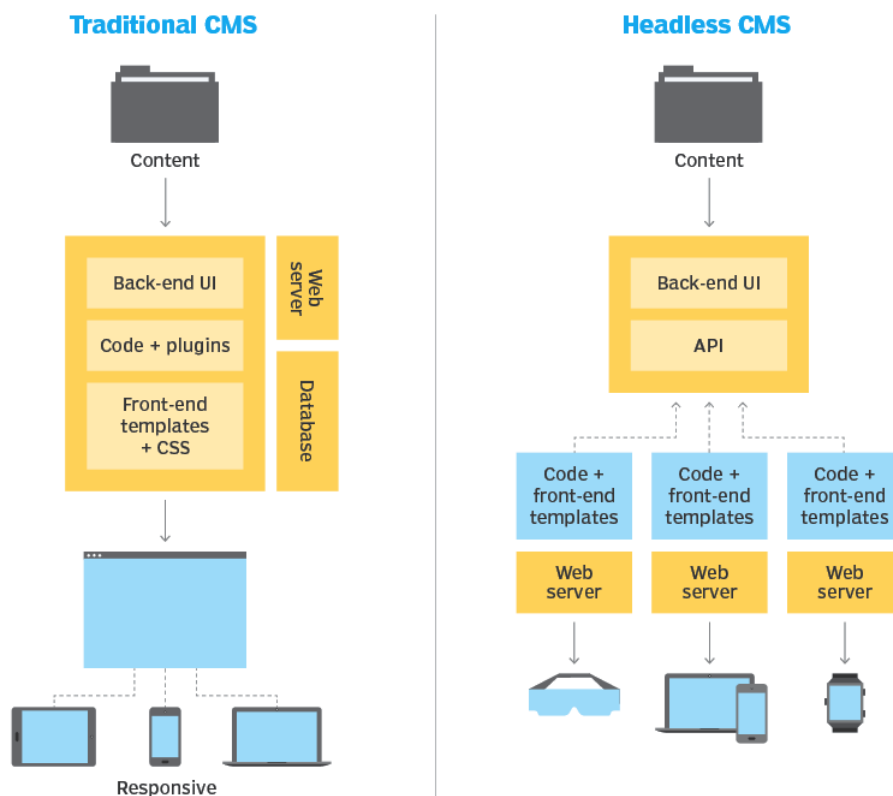 Traditional CMS
Content
Back-end UI
Code + plugins
Front-end
templates
+ CSS
Web
server
Database
Responsive
Headless CMS
Content
Back-end UI
API
Code +
front-end
templates
Code +
front-end
templates
Code +
front-end
templates
Web
server
Web
server
Web
server